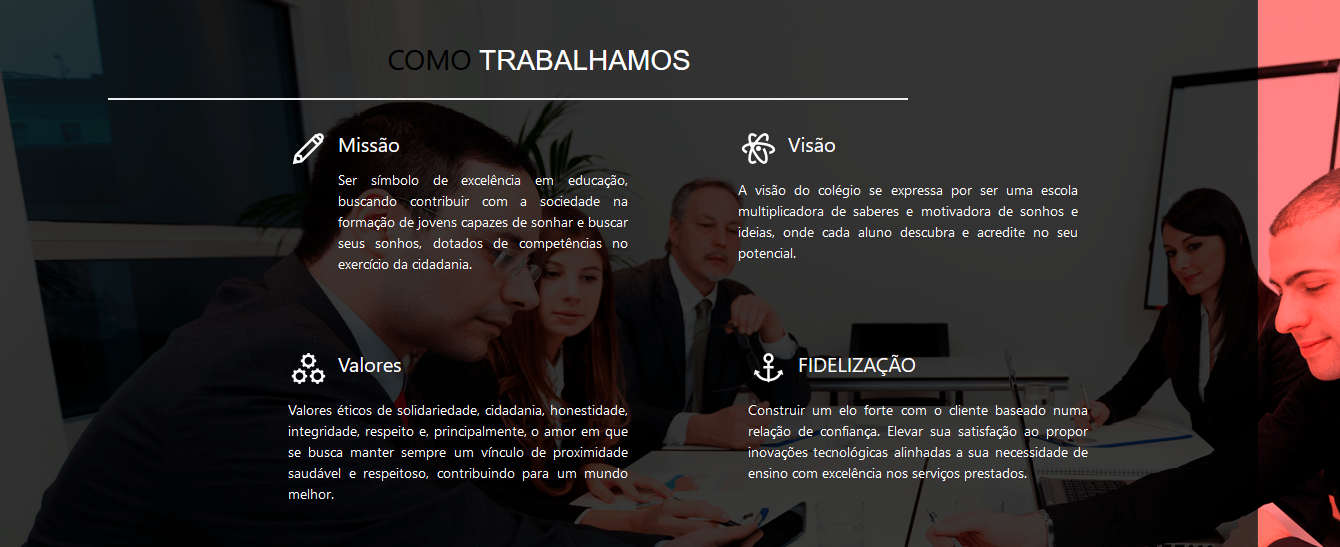 COMO TRABALHAMOS
Missão
Ser símbolo de excelência em educação,
buscando contribuir com a sociedade na
formação de jovens capazes de sonhar e buscar
seus sonhos, dotados de competências no
exercício da cidadania.
Visão
A visão do colégio se expressa por ser uma escola
multiplicadora de saberes e motivadora de sonhos e
ideias, onde cada aluno descubra e acredite no seu
potencial.
Valores
Valores éticos de solidariedade, cidadania, honestidade,
integridade, respeito e, principalmente, o amor em que
se busca manter sempre um vínculo de proximidade
saudável e respeitoso, contribuindo para um mundo
melhor.
FIDELIZAÇÃO
Construir um elo forte com o cliente baseado numa
relação de confiança. Elevar sua satisfação ao propor
inovações tecnológicas alinhadas a sua necessidade de
ensino com excelência nos serviços prestados.